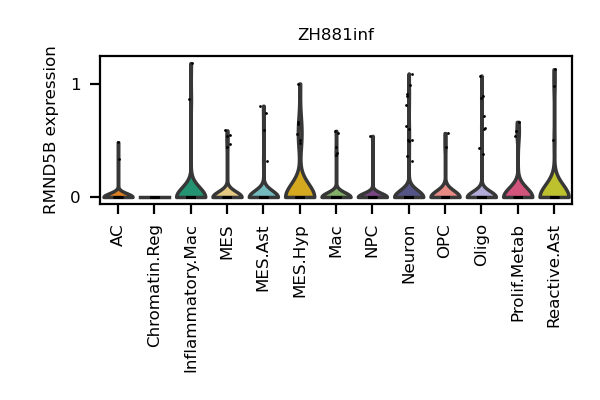 ZH881inf
RMND5B expression
1
0
AC
Chromatin.Reg
Inflammatory.Mac
MES
MES.Ast
MES.Hyp
Mac
NPC
Neuron
OPC
Oligo
Prolif.Metab
Reactive.Ast